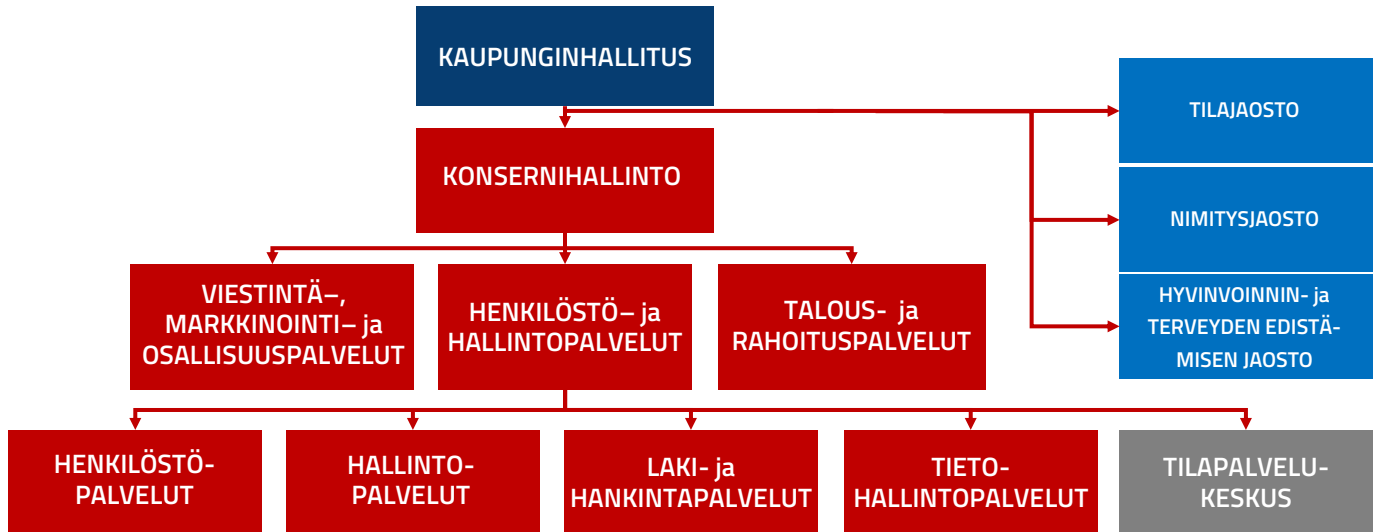 KAUPUNGINHALLITUS
TILAJAOSTO
KONSERNIHALLINTO
NIMITYSJAOSTO
VIESTINTÄ–,
MARKKINOINTI– ja
OSALLISUUSPALVELUT
HENKILÖSTÖ– ja
HALLINTOPALVELUT
TALOUS- ja
RAHOITUSPALVELUT
HYVINVOINNIN- ja
TERVEYDEN EDISTÄ-
MISEN JAOSTO
HENKILÖSTÖ-
PALVELUT
HALLINTO-
PALVELUT
LAKI- ja
HANKINTAPALVELUT
TIETO-
HALLINTOPALVELUT
TILAPALVELU-
KESKUS